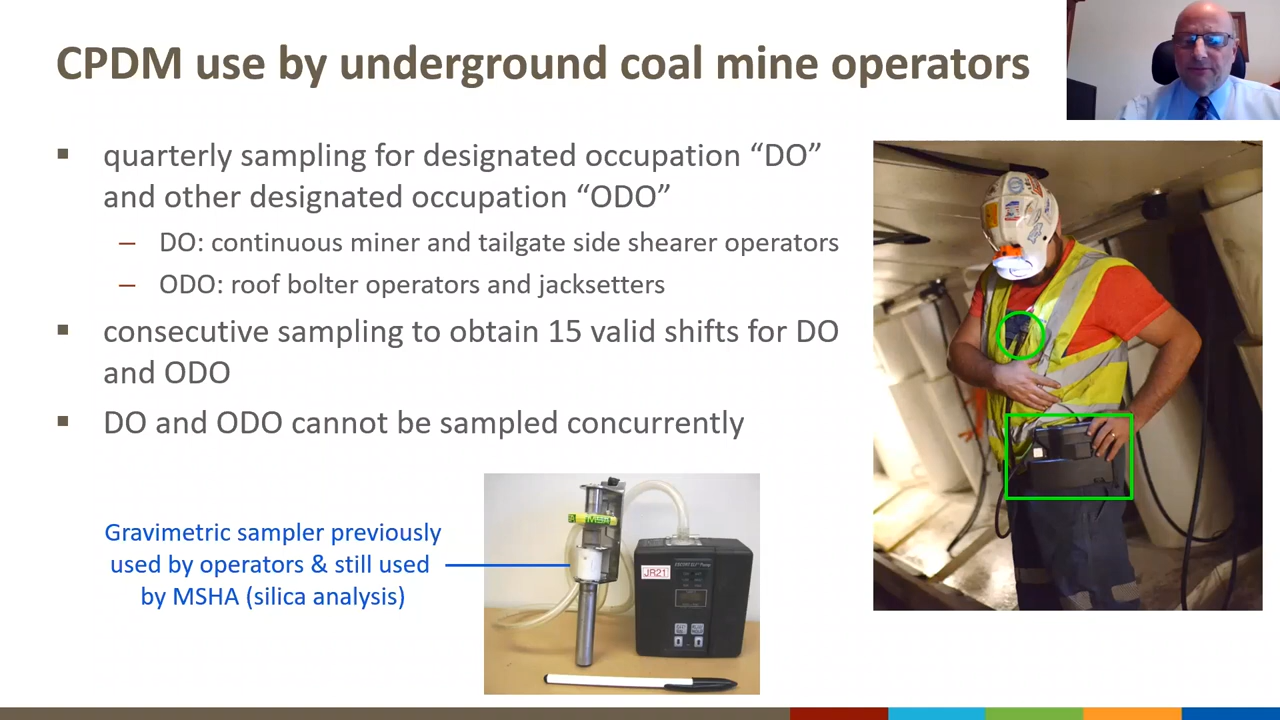 CPDM use by underground coal mine operators
▪ quarterly sampling for designated occupation “DO”
and other designated occupation “ODO”
– DO: continuous miner and tailgate side shearer operators
– ODO: roof bolter operators and jacksetters
▪ consecutive sampling to obtain 15 valid shifts for DO
and ODO
▪ DO and ODO cannot be sampled concurrently
Gravimetric sampler previously
used by operators & still used
by MSHA (silica analysis)
MSA
JR21